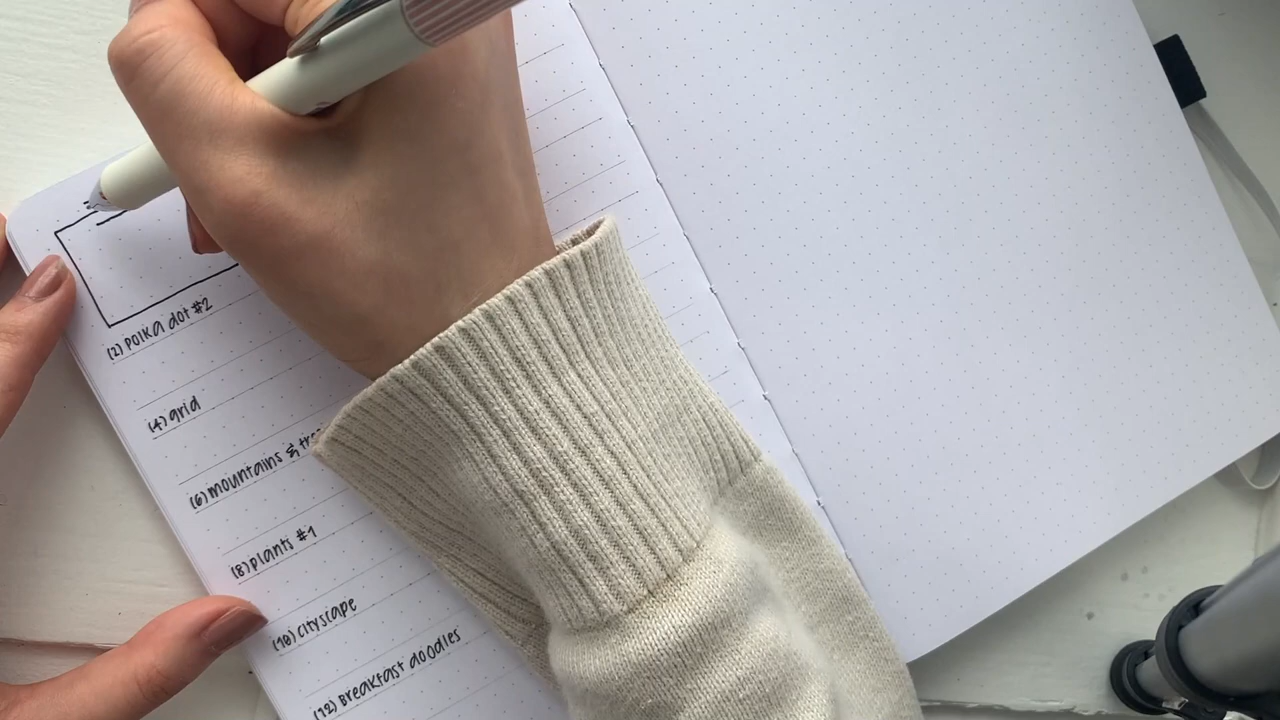 (2) polka dot #2
(4) grid
(6) mountains &
(8) plants #1
(10) cityscape
(12) Breakfast doodles